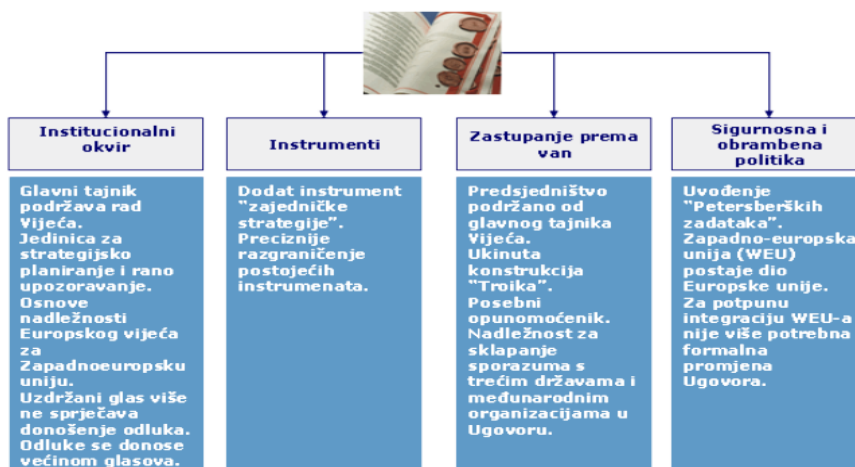 Institucionalni
okvir
Glavni tajnik
podržava rad
Vijeća.
Jedinica za
strategijsko
planiranje i rano
upozoravanje.
Osnove
nadležnosti
Europskog vijeća
za
Zapadnoeuropsku
uniju.
Uzdržani glas više
ne sprječava
donošenje odluka.
Odluke se donose
većinom glasova.
Instrumenti
Dodat instrument
"zajedničke
strategije".
Preciznije
razgraničenje
postojećih
instrumenata.
Zastupanje prema
van
Predsjedništvo
podržano od
glavnog tajnika
Vijeća.
Ukinuta
konstrukcija
"Troika".
Posebni
opunomoćenik.
Nadležnost za
sklapanje
sporazuma s
trećim državama i
međunarodnim
organizacijama u
Ugovoru.
Sigurnosna i
obrambena
politika
Uvođenje
"Petersberških
zadataka".
Zapadno-europska
unija (WEU)
postaje dio
Europske unije.
Za potpunu
integraciju WEU-a
nije više potrebna
formalna
promjena
Ugovora.